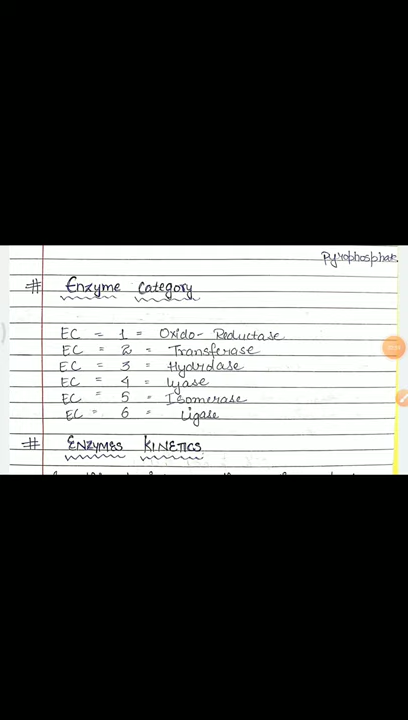 Pyrophosphate
# Enzyme Category
EC = 1 = Oxido-Reductase
EC = 2 = Transferase
EC = 3 = Hydrolase
EC = 4 = Lyase
EC = 5 = Isomerase
EC = 6 = Ligase
# ENZYMES KINETICS